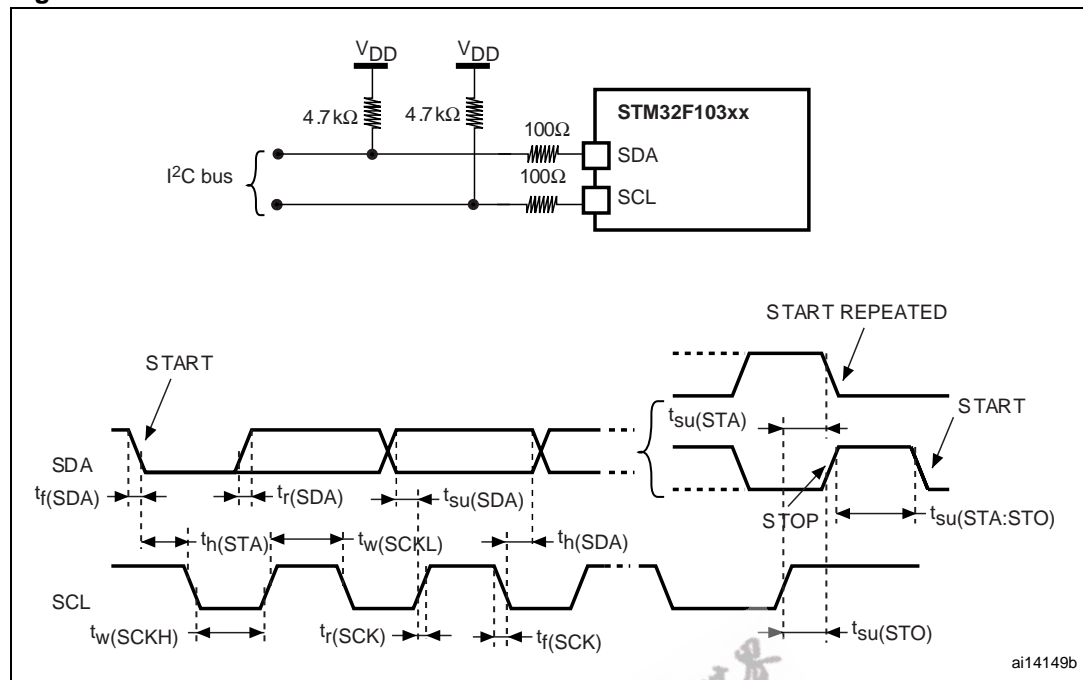 VDD VDD
4.7kΩ 4.7kΩ
STM32F103xx
100Ω
SDA
I²C bus
100Ω
SCL
START REPEATED
START
START
tsu(STA)
SDA
tf(SDA) tr(SDA) tsu(SDA)
STOP
tsu(STA:STO)
th(STA) tw(SCKL) th(SDA)
SCL
tw(SCKH) tr(SCK) tf(SCK) tsu(STO)
ai14149b